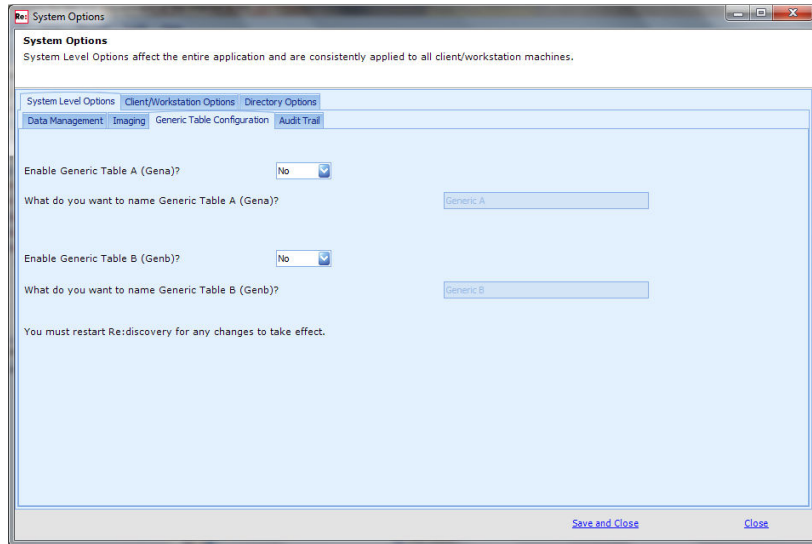 Re: System Options
System Options
System Level Options affect the entire application and are consistently applied to all client/workstation machines.
System Level Options Client/Workstation Options Directory Options
Data Management Imaging Generic Table Configuration Audit Trail
Enable Generic Table A (Gena)? No
What do you want to name Generic Table A (Gena)? Generic A
Enable Generic Table B (Genb)? No
What do you want to name Generic Table B (Genb)? Generic B
You must restart Re:discovery for any changes to take effect.
Save and Close Close